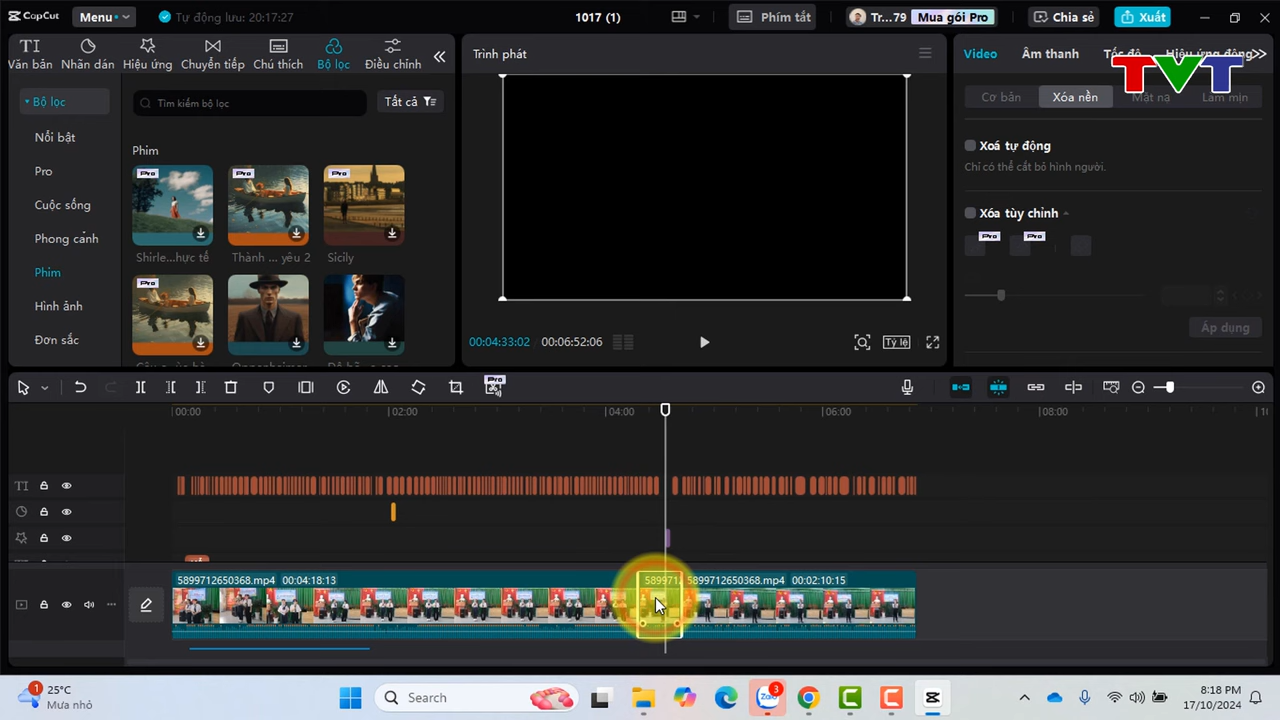 CapCut
Menu
Tự động lưu: 20:17:27
1017 (1)
Phím tắt
Tr...79
Mua gói Pro
Chia sẻ
Xuất
Văn bản
Nhãn dán
Hiệu ứng
Chuyển tiếp
Chú thích
Bộ lọc
Điều chỉnh
Trình phát
Video
Âm thanh
Tốc độ
Hiệu ứng động
TVT
Bộ lọc
Tìm kiếm bộ lọc
Tất cả
Cơ bản
Xóa nền
Mặt nạ
Làm mịn
Nổi bật
Phim
Xoá tự động
Chỉ có thể cắt bỏ hình người.
Pro
Pro
Pro
Pro
Cuộc sống
Xóa tùy chỉnh
Phong cảnh
Pro
Pro
Shirle...hực tế
Thành ... yêu 2
Sicily
Phim
Pro
Hình ảnh
Áp dụng
Đơn sắc
00:04:33:02
00:06:52:06
Tỷ lệ
Oppenheimer
Pro
00:00
02:00
04:00
06:00
08:00
TI
5899712650368.mp4
00:04:18:13
589971
5899712650368.mp4
00:02:10:15
1
25°C
Mưa nhỏ
Search
Zalo
3
8:18 PM
17/10/2024